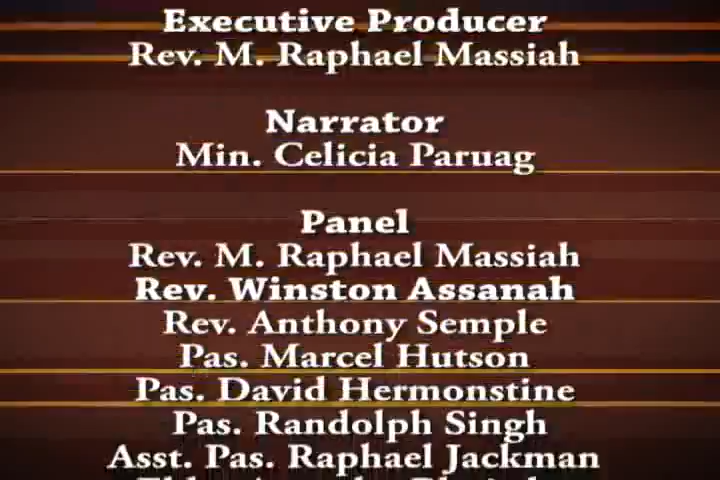 Executive Producer
Rev. M. Raphael Massiah
Narrator
Min. Celicia Paruag
Panel
Rev. M. Raphael Massiah
Rev. Winston Assanah
Rev. Anthony Semple
Pas. Marcel Hutson
Pas. David Hermonstine
Pas. Randolph Singh
Asst. Pas. Raphael Jackman